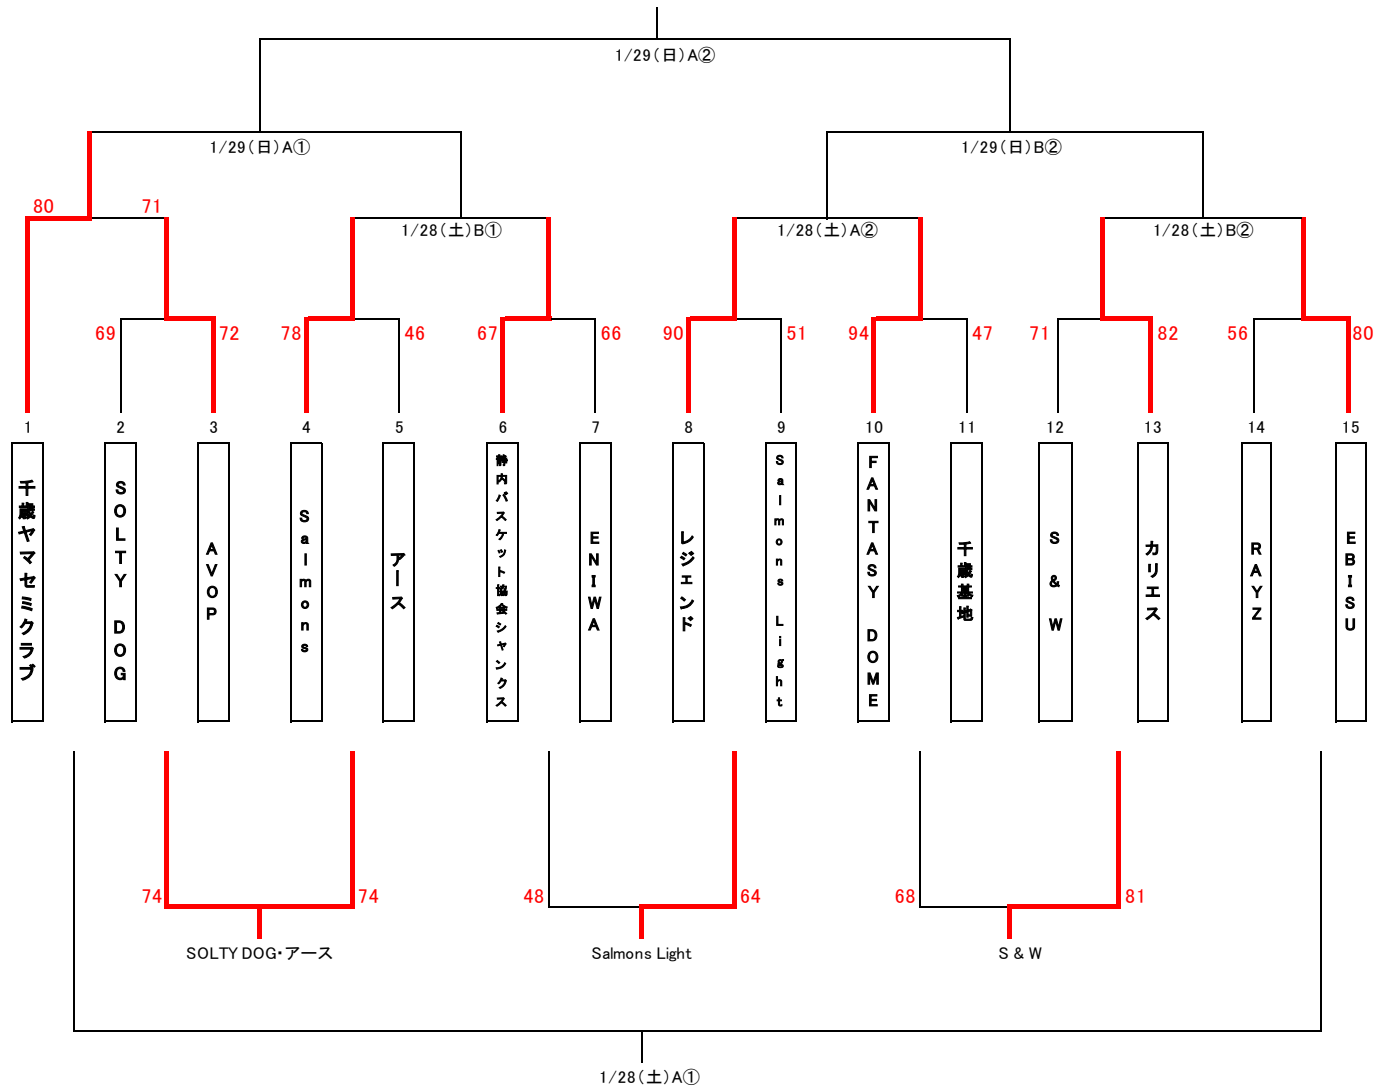 1/29(日)A②
1/29(日)A①
1/29(日)B②
80
71
1/28(土)B①
1/28(土)A②
1/28(土)B②
69
72
78
46
67
66
90
51
94
47
71
82
56
80
1
2
3
4
5
6
7
8
9
10
11
12
13
14
15
千歳ヤマセミクラブ
SOLTY DOG
AVOP
Salmons
アース
静内バスケット協会シャンクス
ENIWA
レジェンド
Salmons Light
FANTASY DOME
千歳基地
S & W
カリエス
RAYZ
EBISU
74
74
48
64
68
81
SOLTY DOG・アース
Salmons Light
S & W
1/28(土)A①